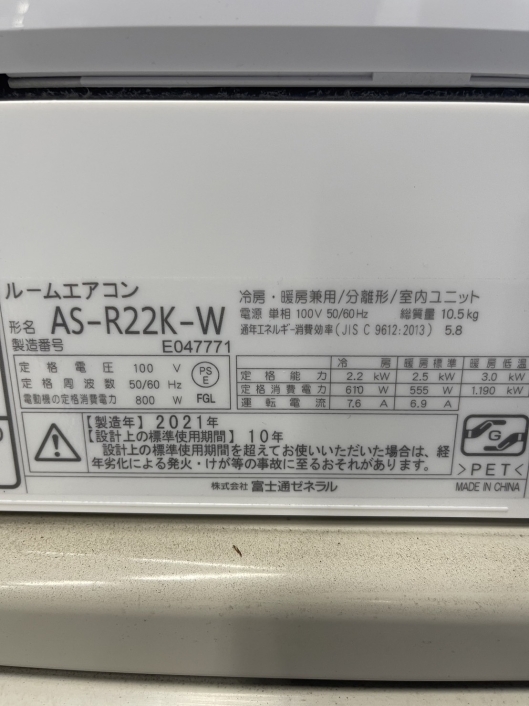 ルームエアコン
形名 AS-R22K-W
製造番号 E047771
冷房・暖房兼用/分離形/室内ユニット
電源 単相 100V 50/60Hz 総質量 10.5kg
通年エネルギー消費効率(JIS C 9612:2013) 5.8
定格電圧 100 V
定格周波数 50/60 Hz
電動機の定格消費電力 800 W
PS
E
FGL
冷房 暖房標準 暖房低温
定格能力 2.2 kW 2.5 kW 3.0 kW
定格消費電力 610 W 555 W 1,190 kW
運転電流 7.6 A 6.9 A
【製造年】2021年
【設計上の標準使用期間】10年
設計上の標準使用期間を超えてお使いいただいた場合は、経
年劣化による発火・けが等の事故に至るおそれがあります。
G
>PET<
株式会社 富士通ゼネラル
MADE IN CHINA